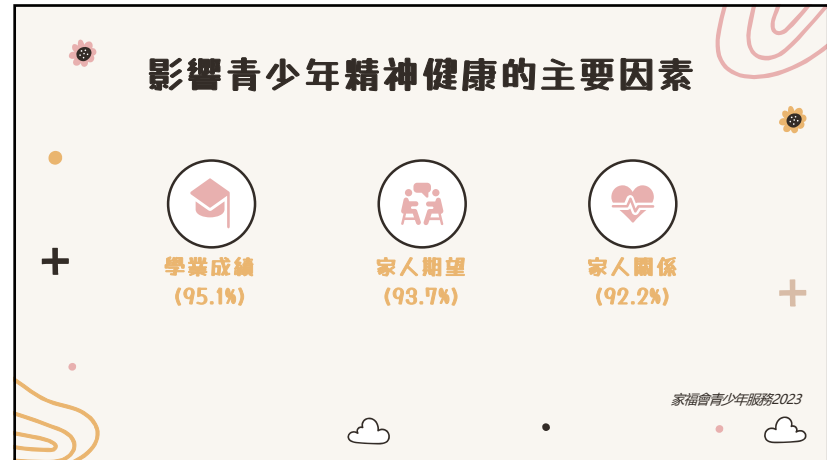 影響青少年精神健康的主要因素
學業成績
(95.1%)
家人期望
(93.7%)
家人關係
(92.2%)
家福會青少年服務2023